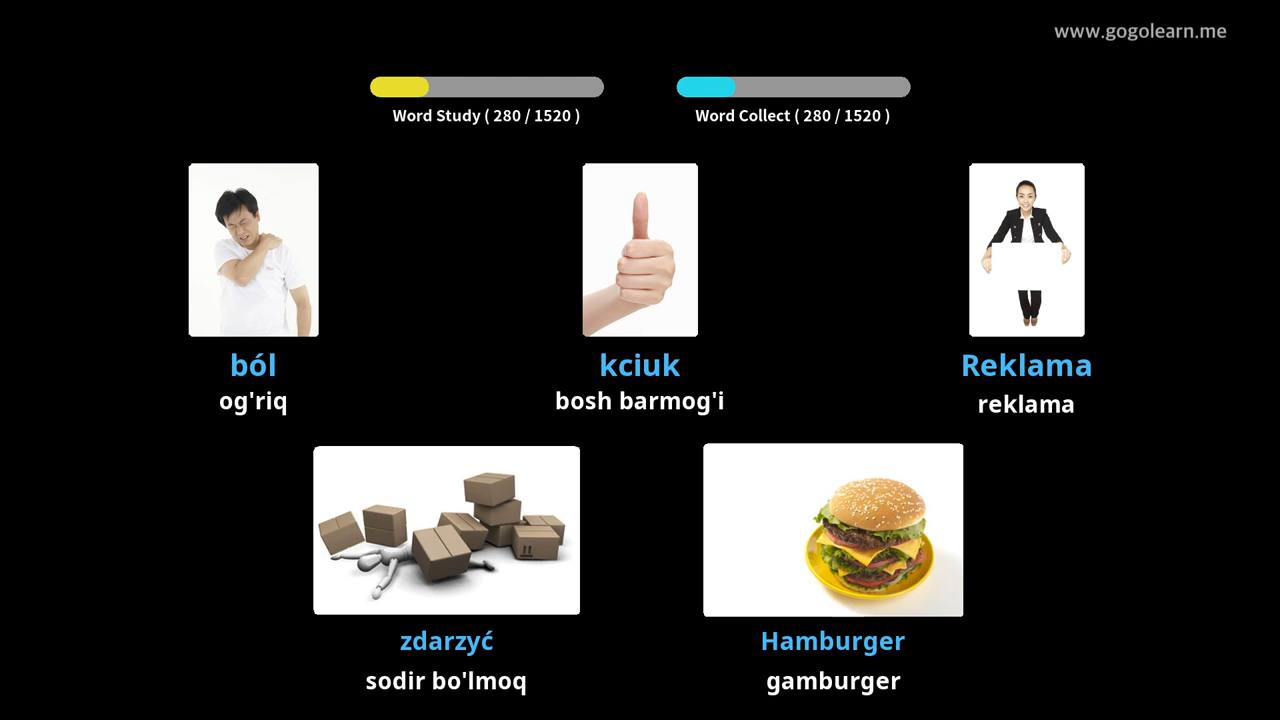 www.gogolearn.me
Word Study ( 280 / 1520 )
Word Collect ( 280 / 1520 )
ból
og'riq
kciuk
bosh barmog'i
Reklama
reklama
zdarzyć
sodir bo'lmoq
Hamburger
gamburger